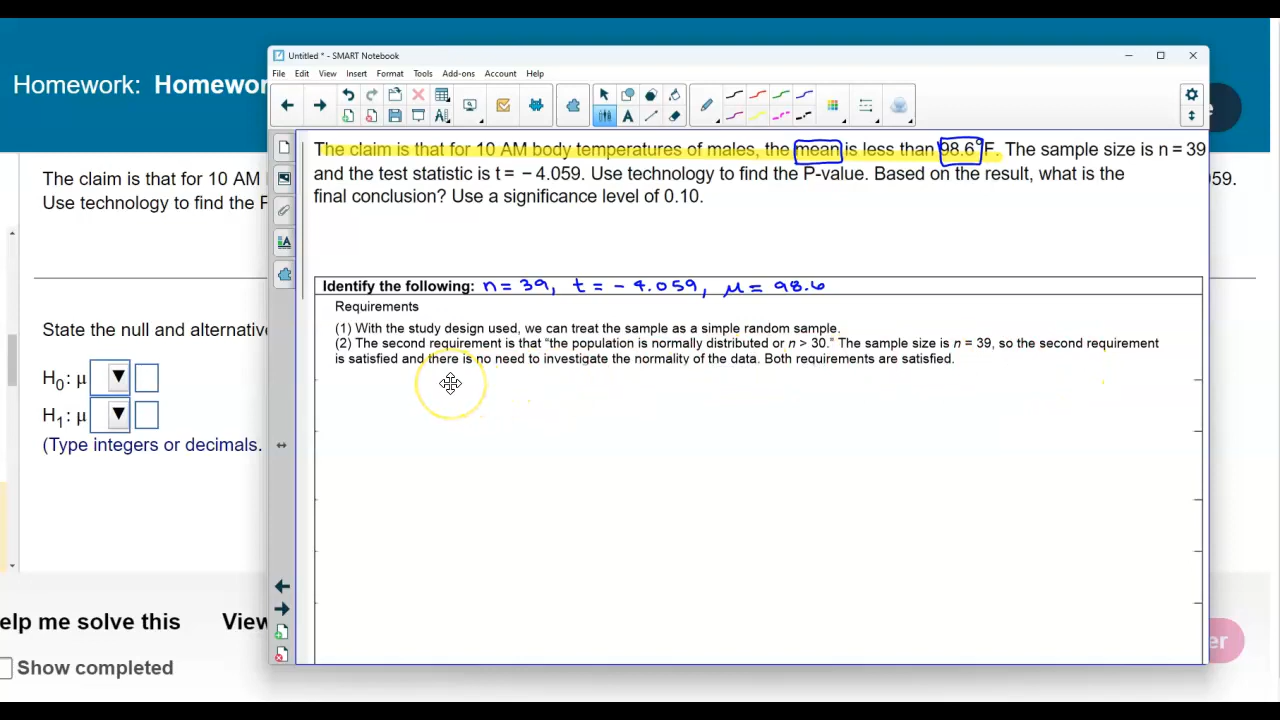 Homework: Homewor
The claim is that for 10 AM
059.
Use technology to find the P
State the null and alternativ
H0: μ
H1: μ
(Type integers or decimals.
elp me solve this
View
Show completed
er
e
Untitled * - SMART Notebook
File Edit View Insert Format Tools Add-ons Account Help
The claim is that for 10 AM body temperatures of males, the mean is less than 98.6°F. The sample size is n = 39
and the test statistic is t = − 4.059. Use technology to find the P-value. Based on the result, what is the
final conclusion? Use a significance level of 0.10.
Identify the following: n = 39, t = - 4.059, μ = 98.6
Requirements
(1) With the study design used, we can treat the sample as a simple random sample.
(2) The second requirement is that “the population is normally distributed or n > 30.” The sample size is n = 39, so the second requirement
is satisfied and there is no need to investigate the normality of the data. Both requirements are satisfied.